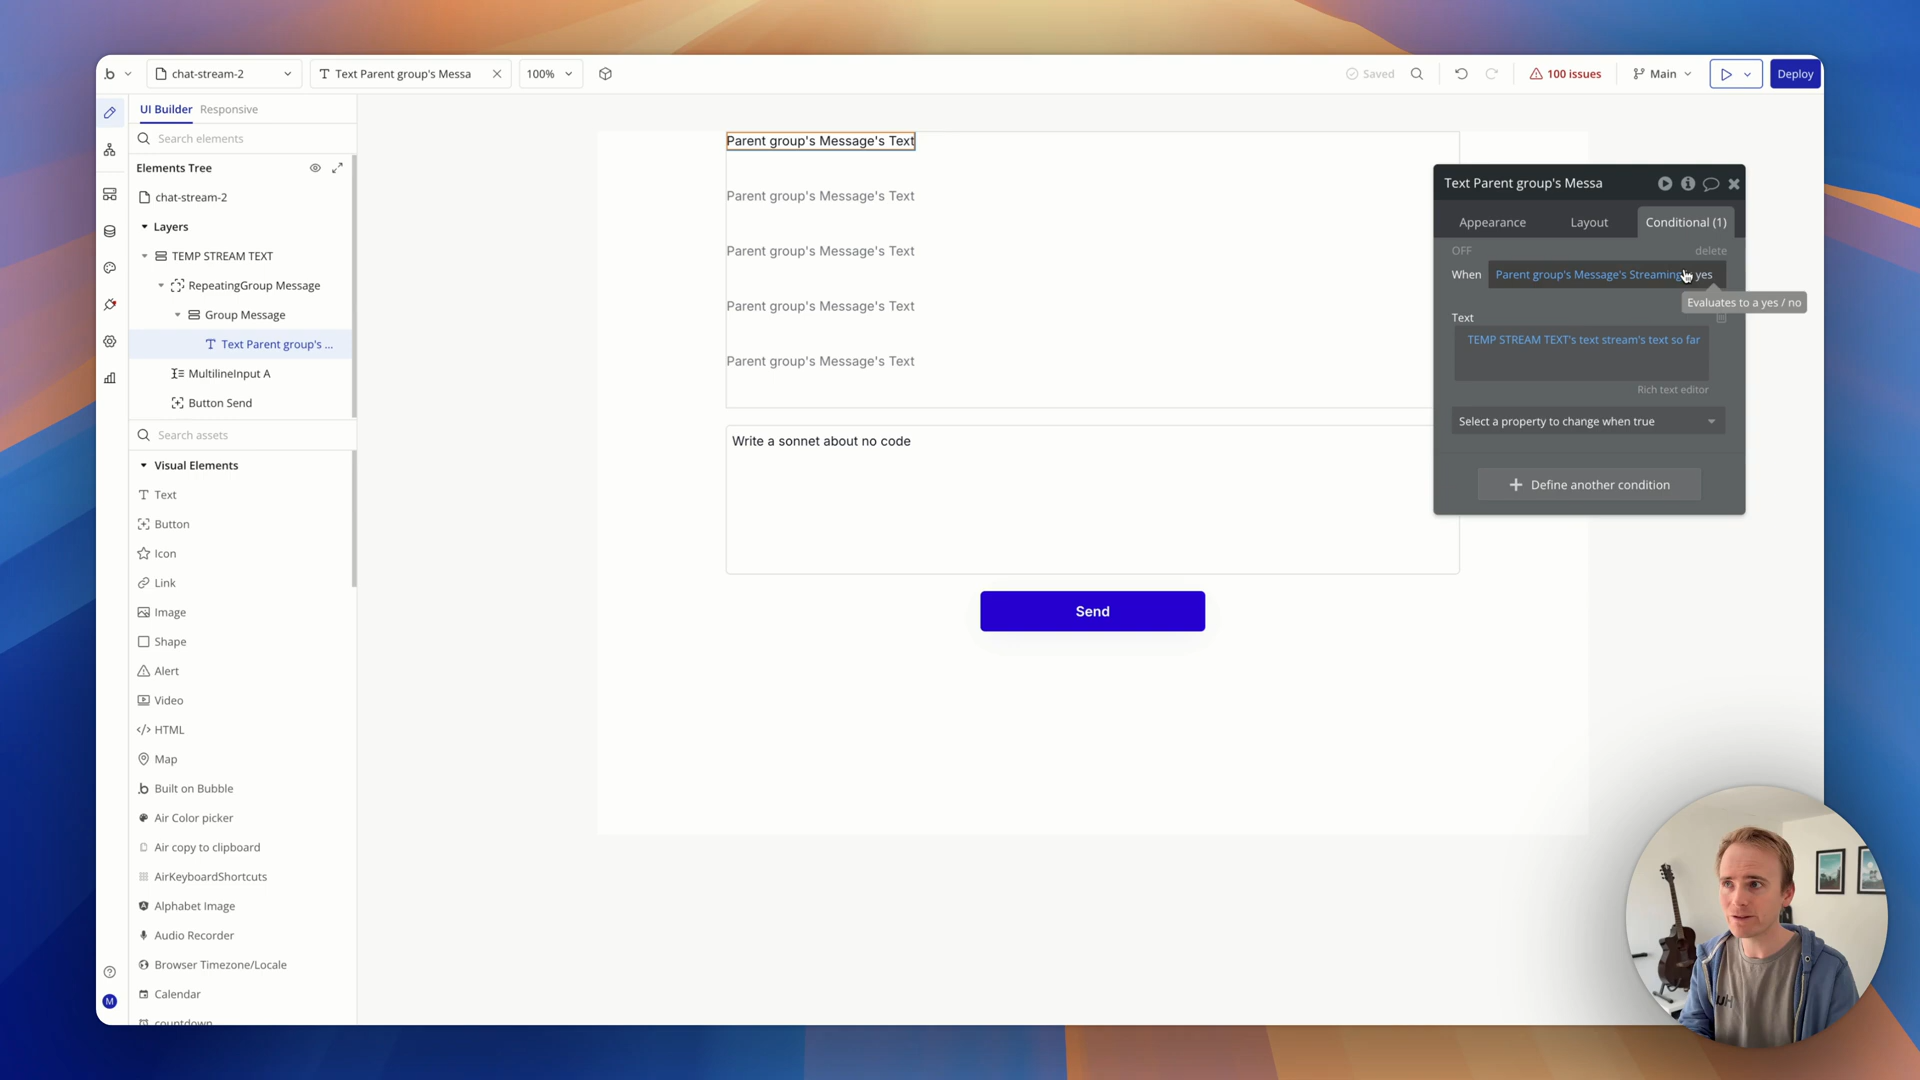 chat-stream-2
Text Parent group's Messa
100%
Saved
100 issues
Main
Deploy
UI Builder
Responsive
Search elements
Elements Tree
chat-stream-2
Layers
TEMP STREAM TEXT
RepeatingGroup Message
Group Message
Text Parent group's ...
MultilineInput A
Button Send
Search assets
Visual Elements
Text
Button
Icon
Link
Image
Shape
Alert
Video
HTML
Map
Built on Bubble
Air Color picker
Air copy to clipboard
AirKeyboardShortcuts
Alphabet Image
Audio Recorder
Browser Timezone/Locale
Calendar
countdown
M
Parent group's Message's Text
Parent group's Message's Text
Parent group's Message's Text
Parent group's Message's Text
Parent group's Message's Text
Write a sonnet about no code
Send
Text Parent group's Messa
Appearance
Layout
Conditional (1)
OFF
delete
When
Parent group's Message's Streaming yes
Evaluates to a yes / no
Text
TEMP STREAM TEXT's text stream's text so far
Rich text editor
Select a property to change when true
Define another condition